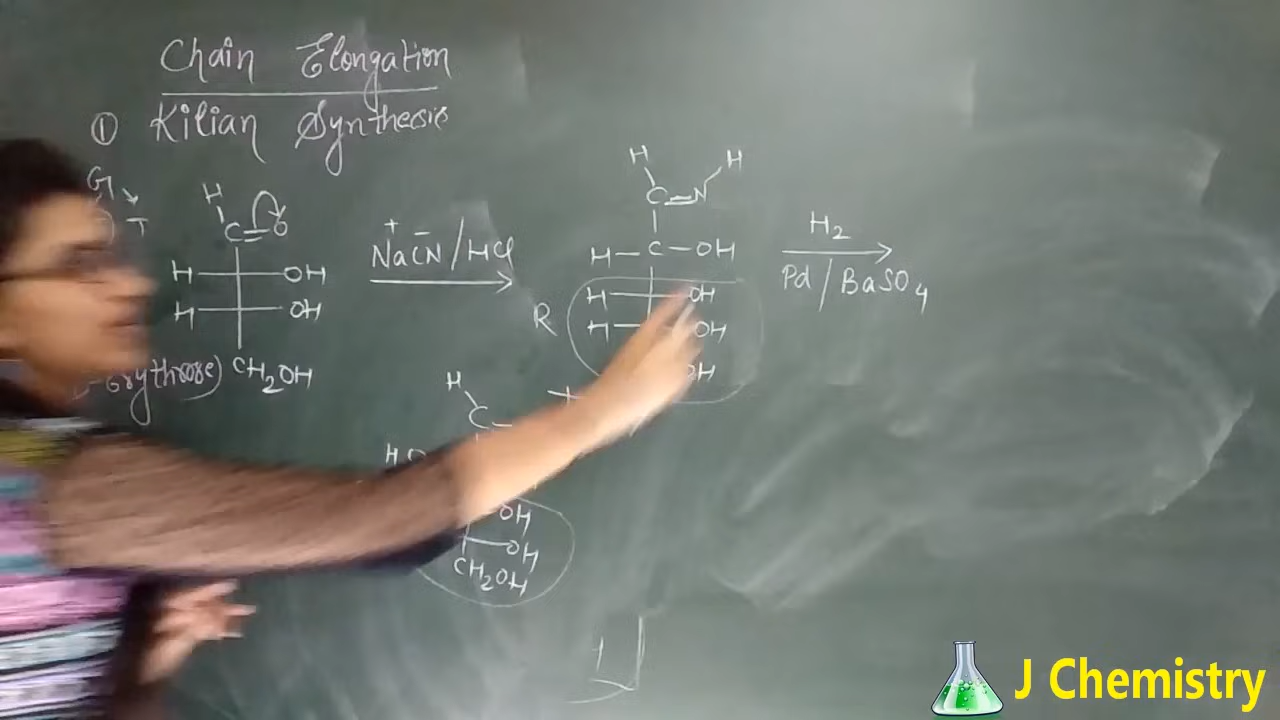 Chain Elongation
① Kilian Synthesis
H
C=O
H OH
H OH
CH2OH
erythrose)
+ −
NaCN/HCl
H H
C=N
H-C-OH
H OH
H OH
OH
R
H2
Pd/BaSO4
+
H
C
HO
OH
OH
CH2OH
J Chemistry